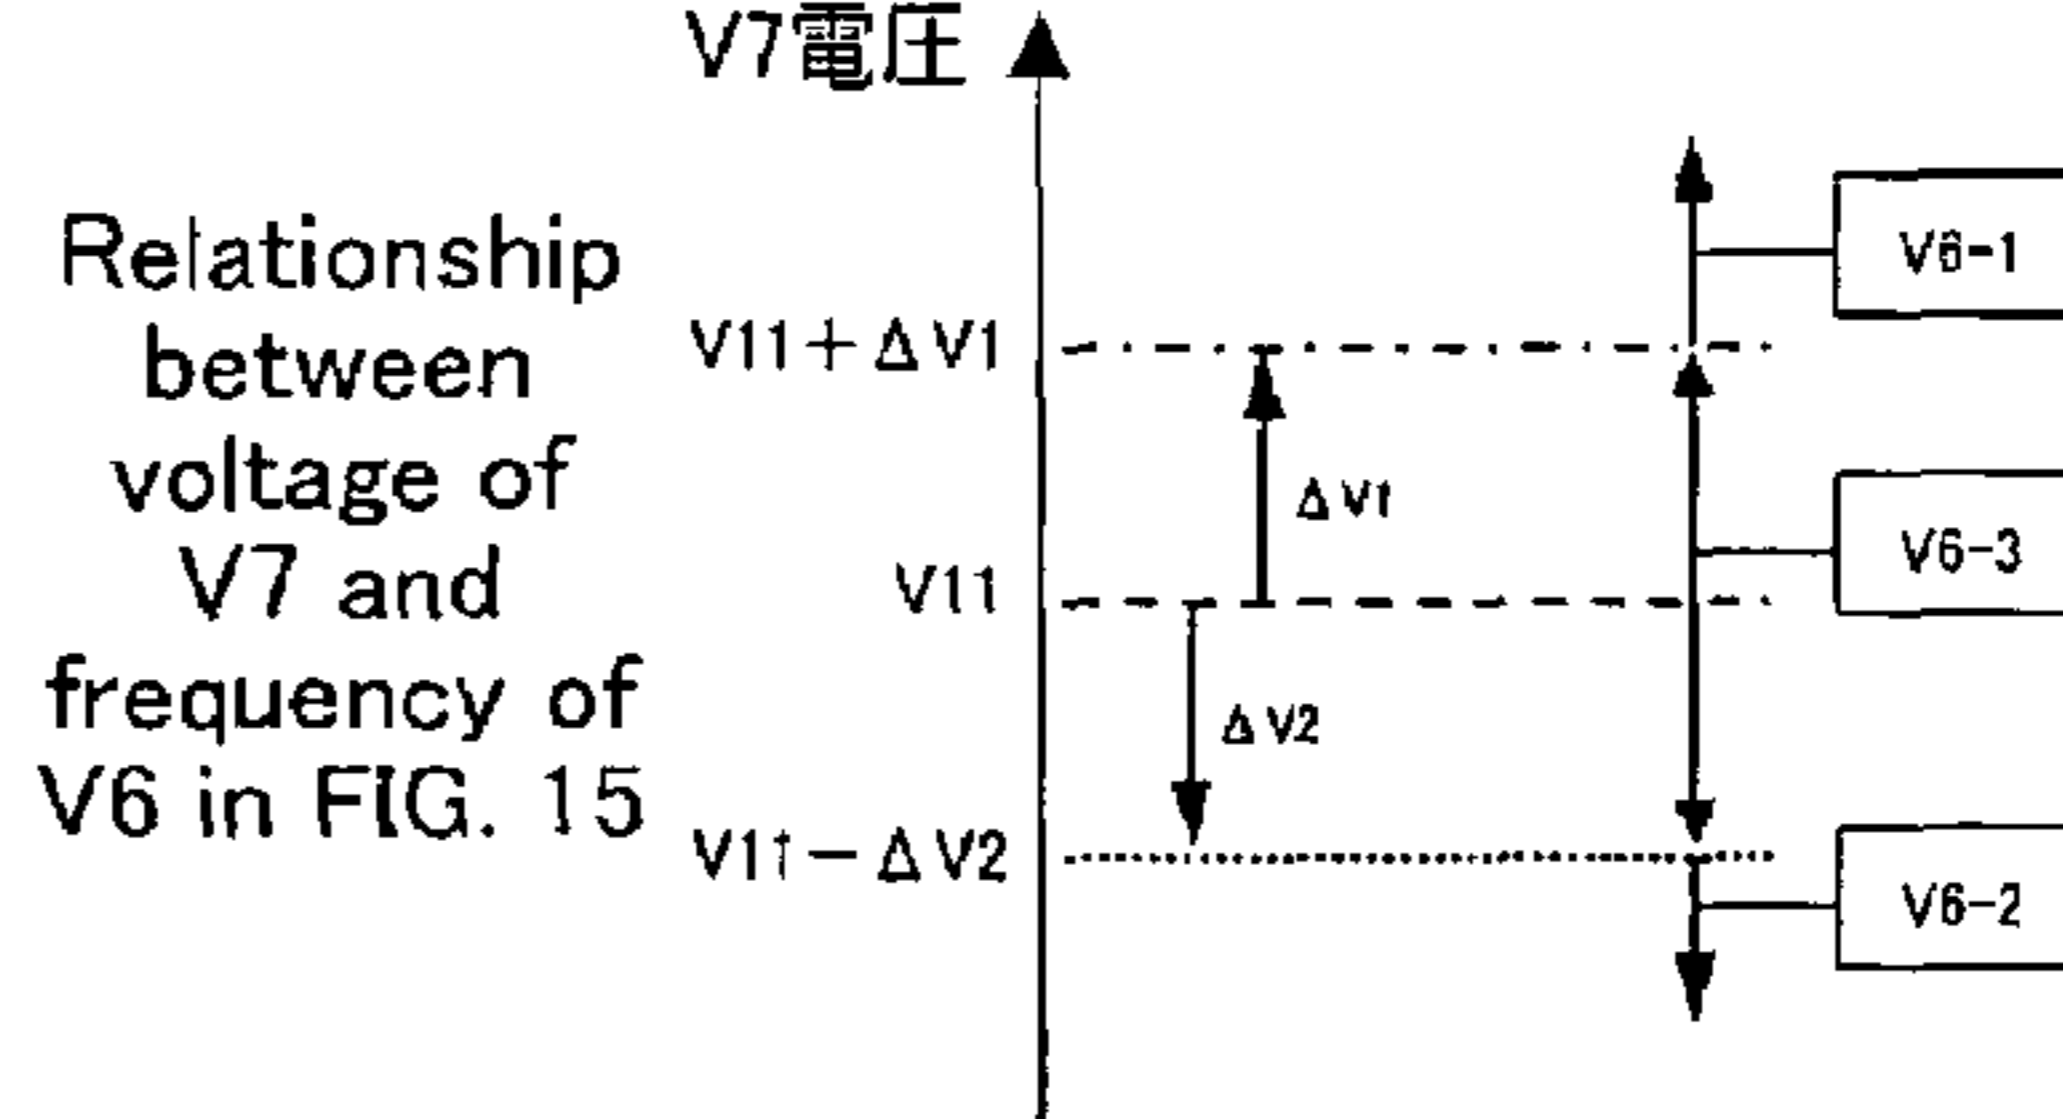 V7電圧
Relationship
between
voltage of
V7 and
frequency of
V6 in FIG. 15
V11+ΔV1
ΔV1
V11
ΔV2
V11-ΔV2
V6-1
V6-3
V6-2